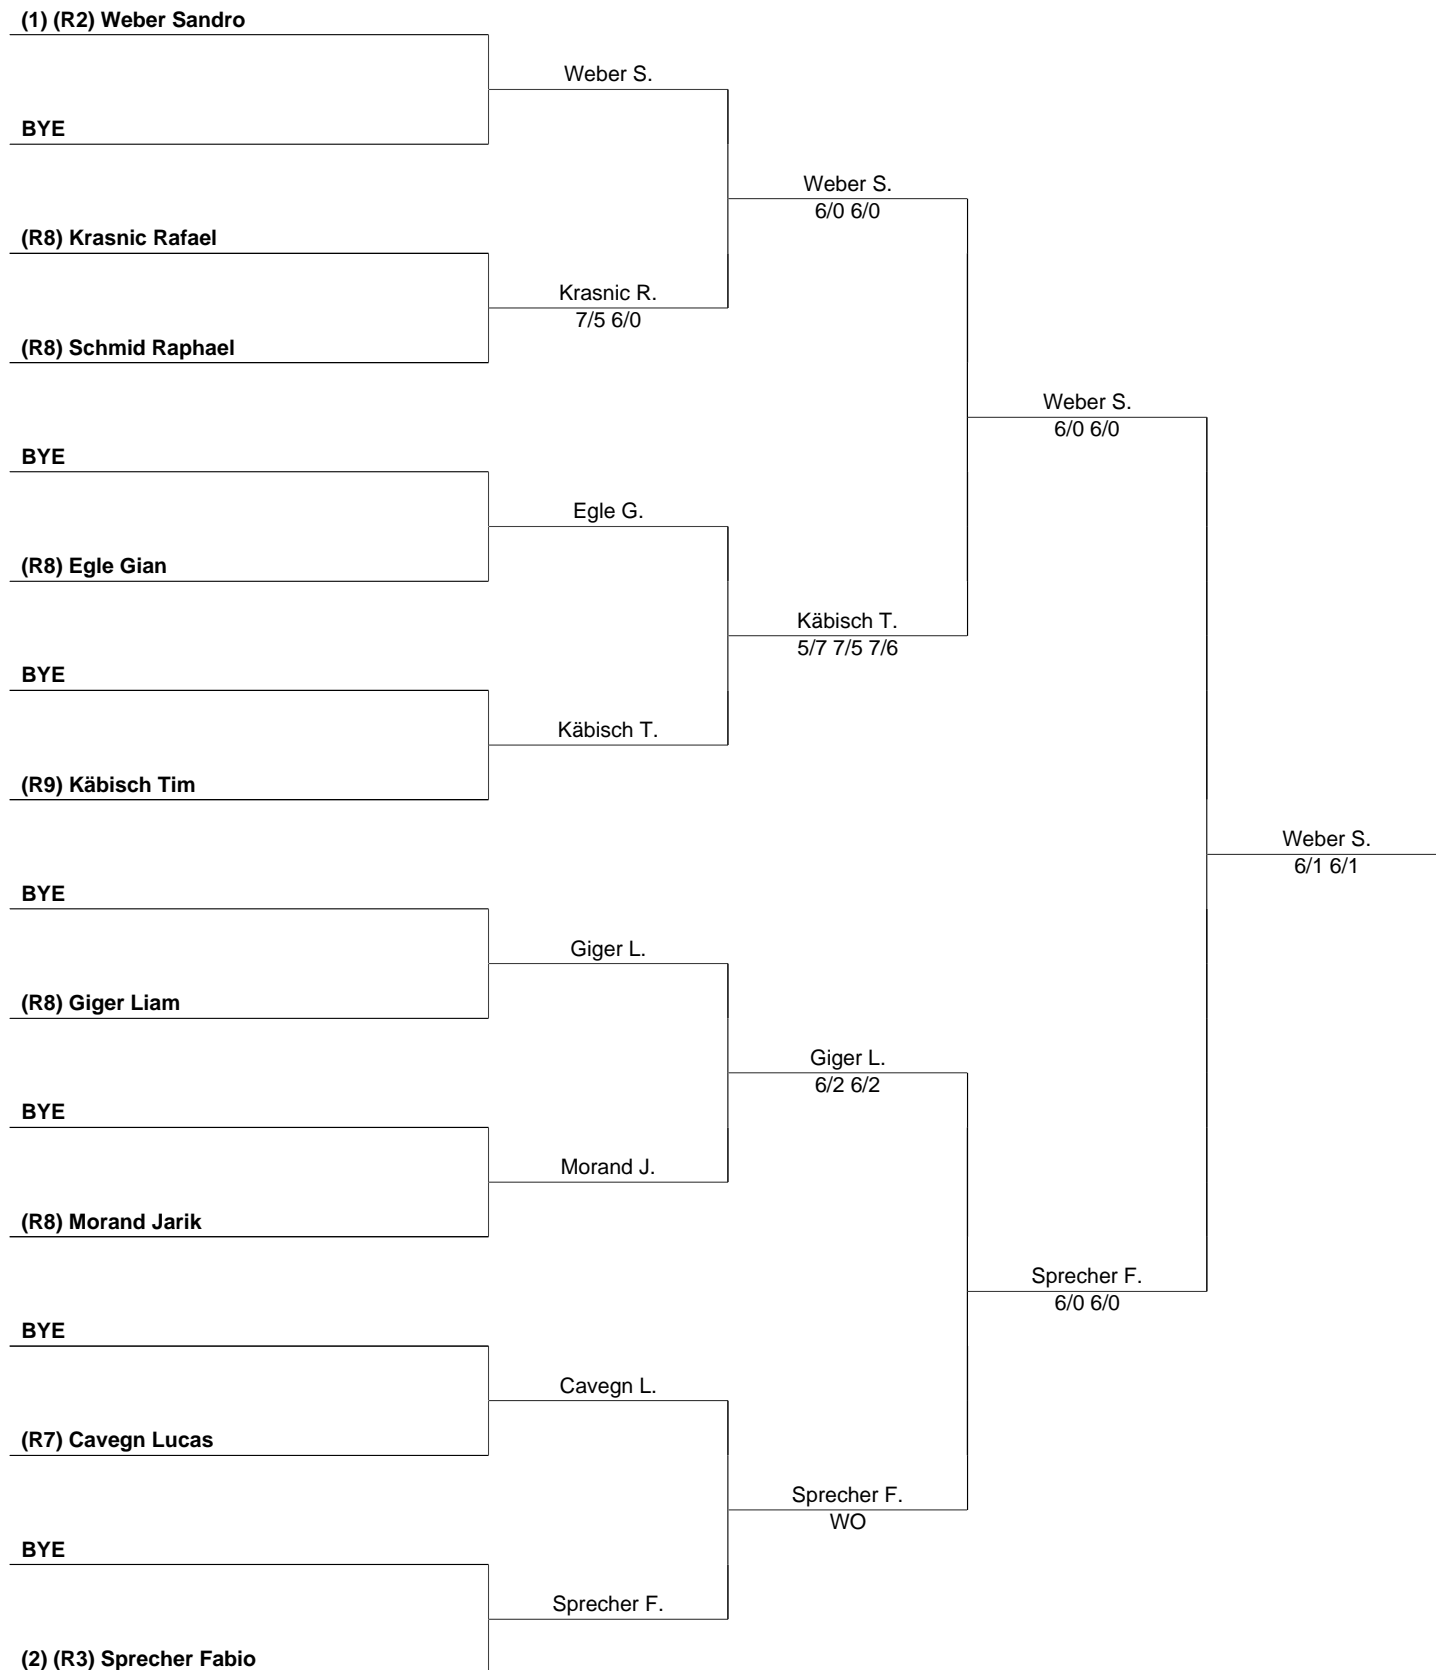 (1) (R2) Weber Sandro
Weber S.
BYE
Weber S.
6/0 6/0
(R8) Krasnic Rafael
Krasnic R.
7/5 6/0
(R8) Schmid Raphael
Weber S.
6/0 6/0
BYE
Egle G.
(R8) Egle Gian
Käbisch T.
5/7 7/5 7/6
BYE
Käbisch T.
(R9) Käbisch Tim
Weber S.
6/1 6/1
BYE
Giger L.
(R8) Giger Liam
Giger L.
6/2 6/2
BYE
Morand J.
(R8) Morand Jarik
Sprecher F.
6/0 6/0
BYE
Cavegn L.
(R7) Cavegn Lucas
Sprecher F.
WO
BYE
Sprecher F.
(2) (R3) Sprecher Fabio